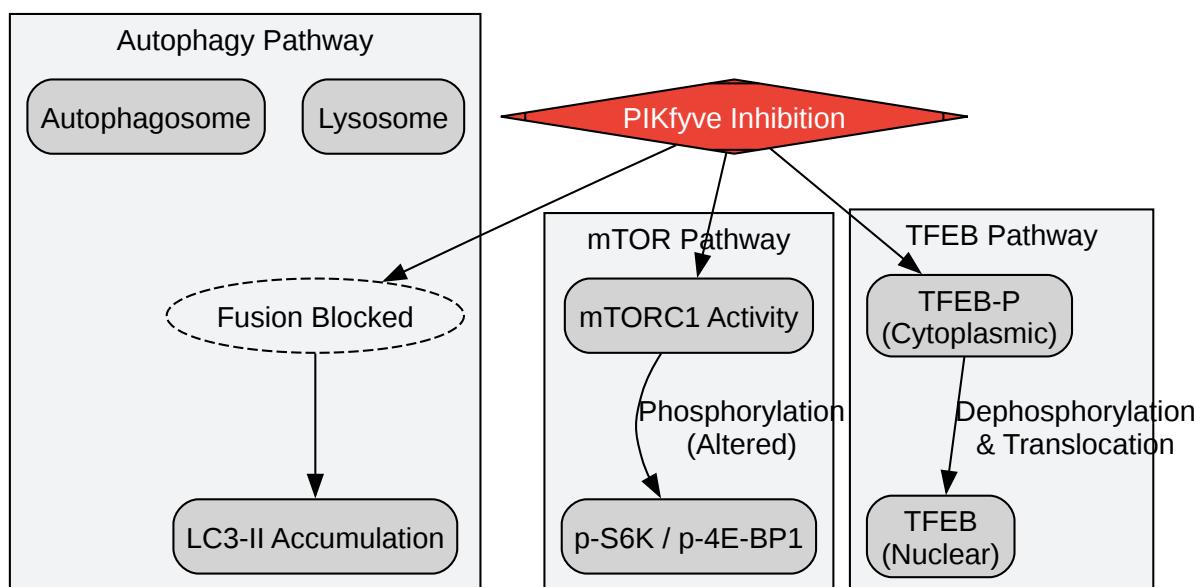 Autophagy Pathway
Autophagosome
Lysosome
PIKfyve Inhibition
mTOR Pathway
TFEB Pathway
Fusion Blocked
mTORC1 Activity
TFEB-P
(Cytoplasmic)
Phosphorylation
(Altered)
Dephosphorylation
& Translocation
LC3-II Accumulation
p-S6K / p-4E-BP1
TFEB
(Nuclear)